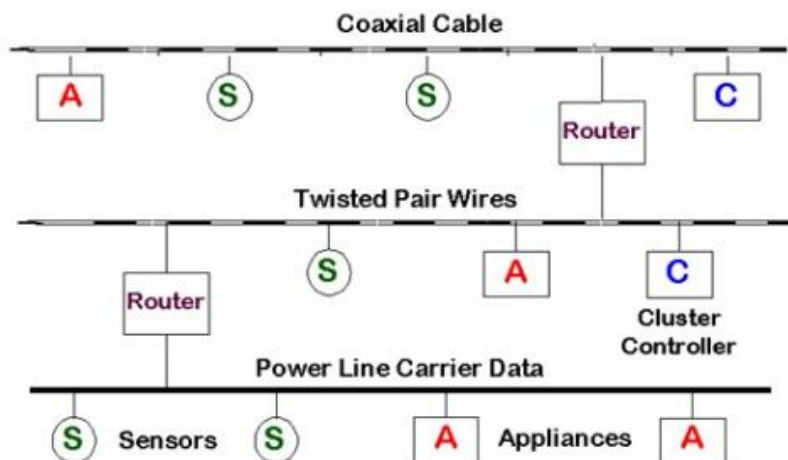 Coaxial Cable
A S S Router C
Twisted Pair Wires
Router S A C
Cluster
Controller
Power Line Carrier Data
S Sensors S A Appliances A